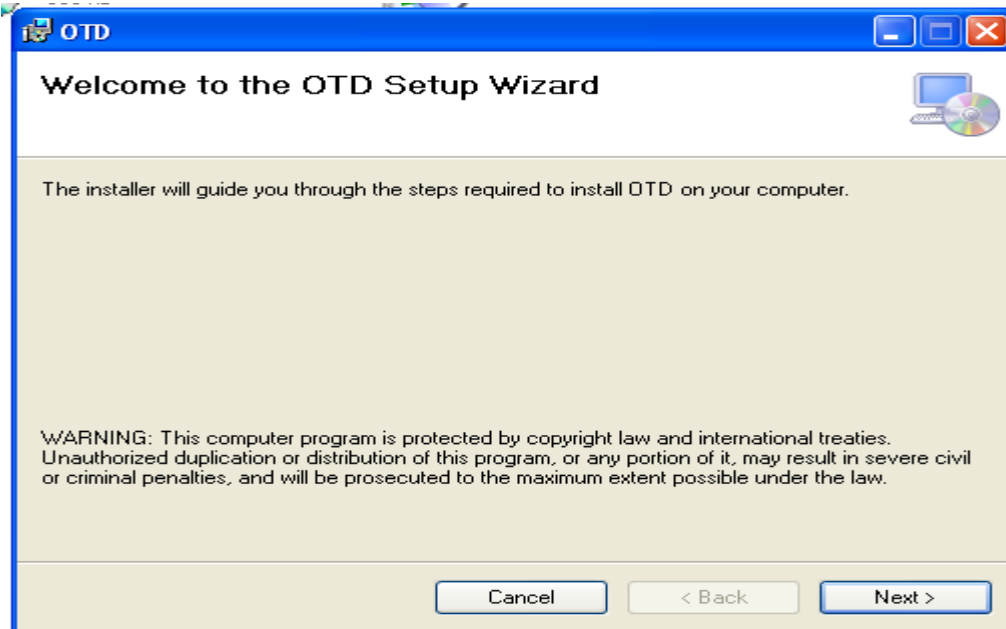 OTD
Welcome to the OTD Setup Wizard
The installer will guide you through the steps required to install OTD on your computer.
WARNING: This computer program is protected by copyright law and international treaties.
Unauthorized duplication or distribution of this program, or any portion of it, may result in severe civil
or criminal penalties, and will be prosecuted to the maximum extent possible under the law.
Cancel
< Back
Next >